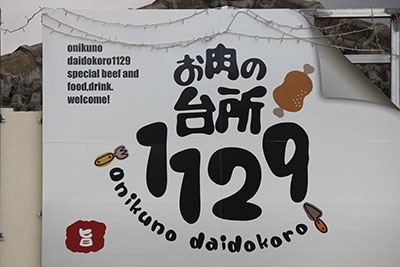 onikuno
daidokoro1129
special beef and
food,drink.
welcome!
お肉の
台所
1129
onikuno daidokoro
旨